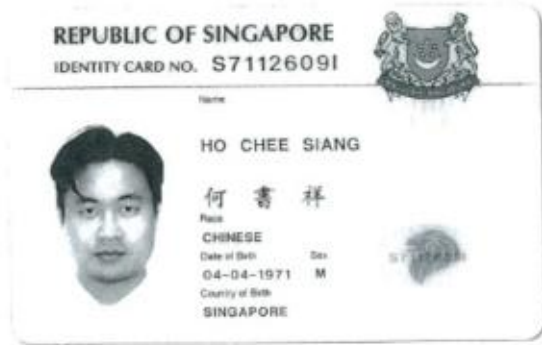 REPUBLIC OF SINGAPORE
IDENTITY CARD NO. S7112609I
Name
HO CHEE SIANG
何書祥
Race
CHINESE
Date of Birth Sex
04-04-1971 M
Country of Birth
SINGAPORE